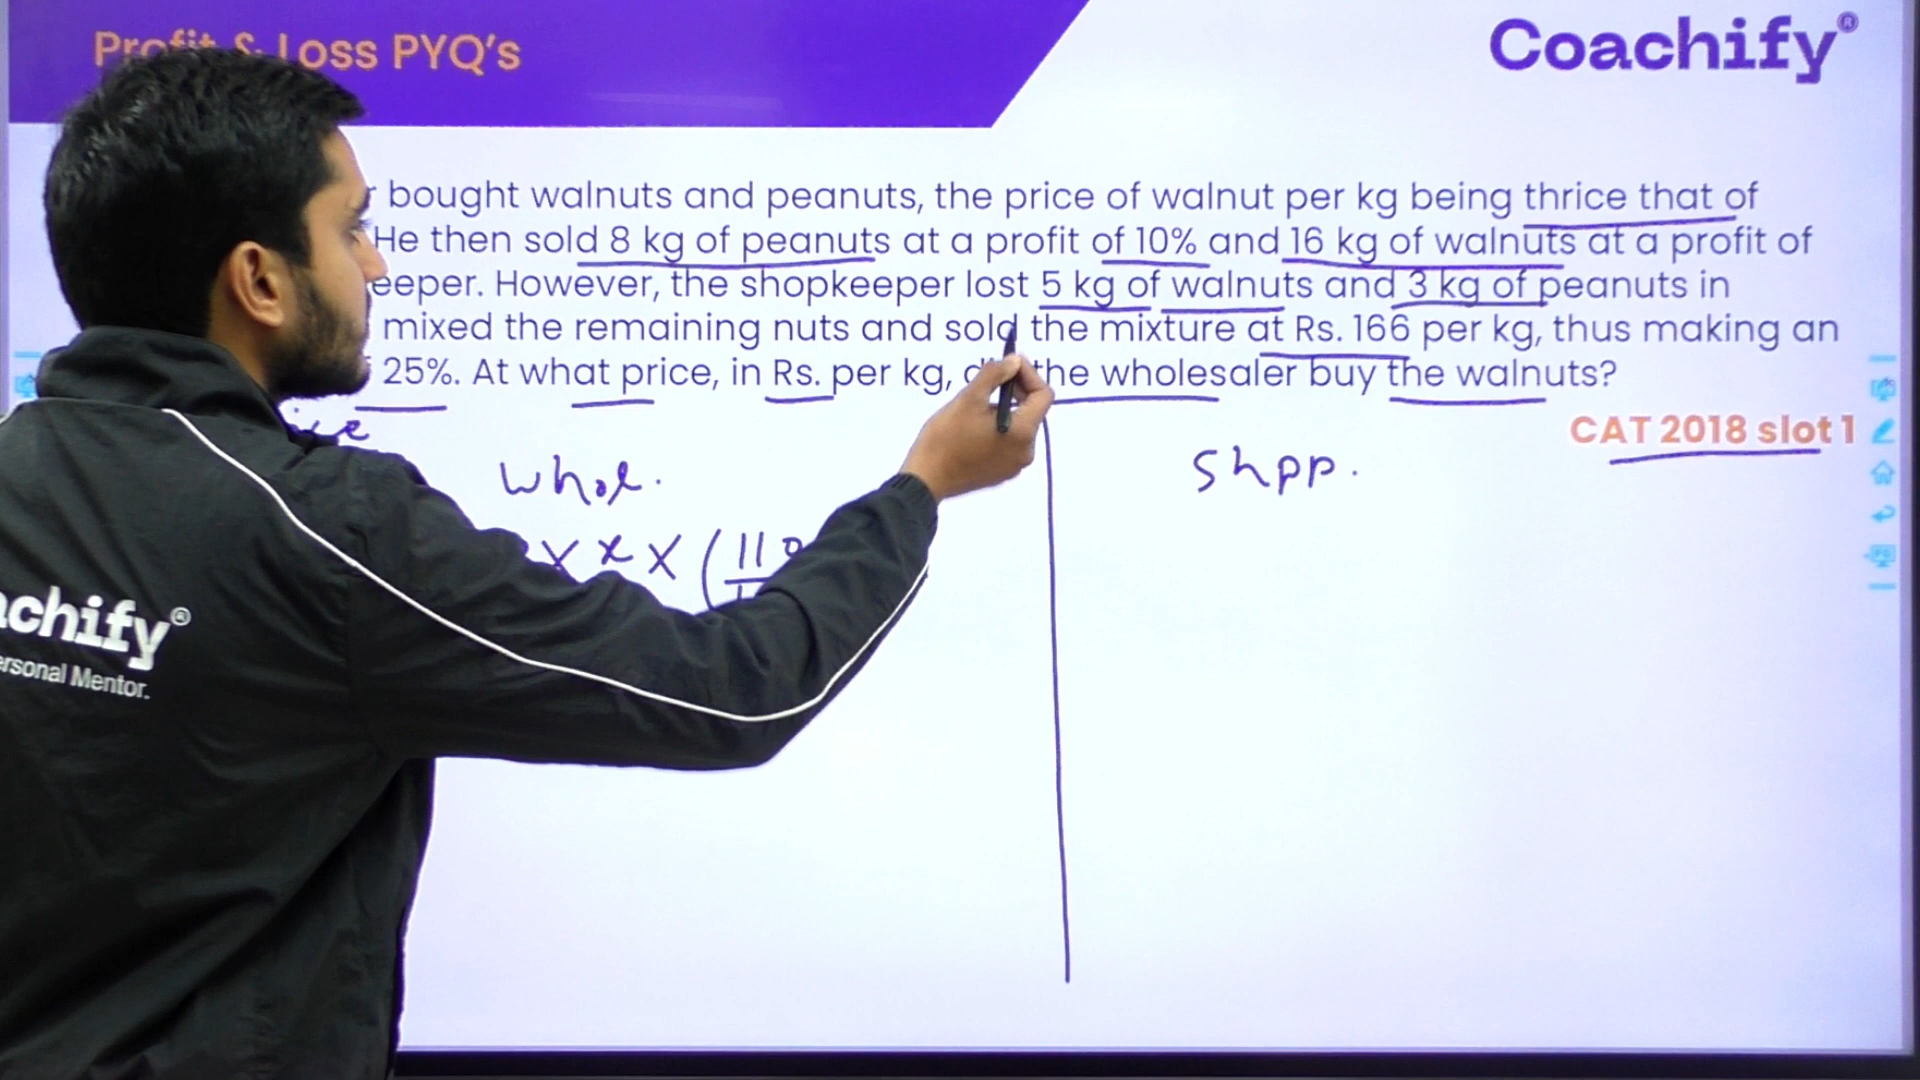 Profit & Loss PYQ's
Coachify®
bought walnuts and peanuts, the price of walnut per kg being thrice that of
He then sold 8 kg of peanuts at a profit of 10% and 16 kg of walnuts at a profit of
eeper. However, the shopkeeper lost 5 kg of walnuts and 3 kg of peanuts in
mixed the remaining nuts and sold the mixture at Rs. 166 per kg, thus making an
25%. At what price, in Rs. per kg, the wholesaler buy the walnuts?
CAT 2018 slot 1
whole.
shpp.
x x x (110
achify®
ersonal Mentor.